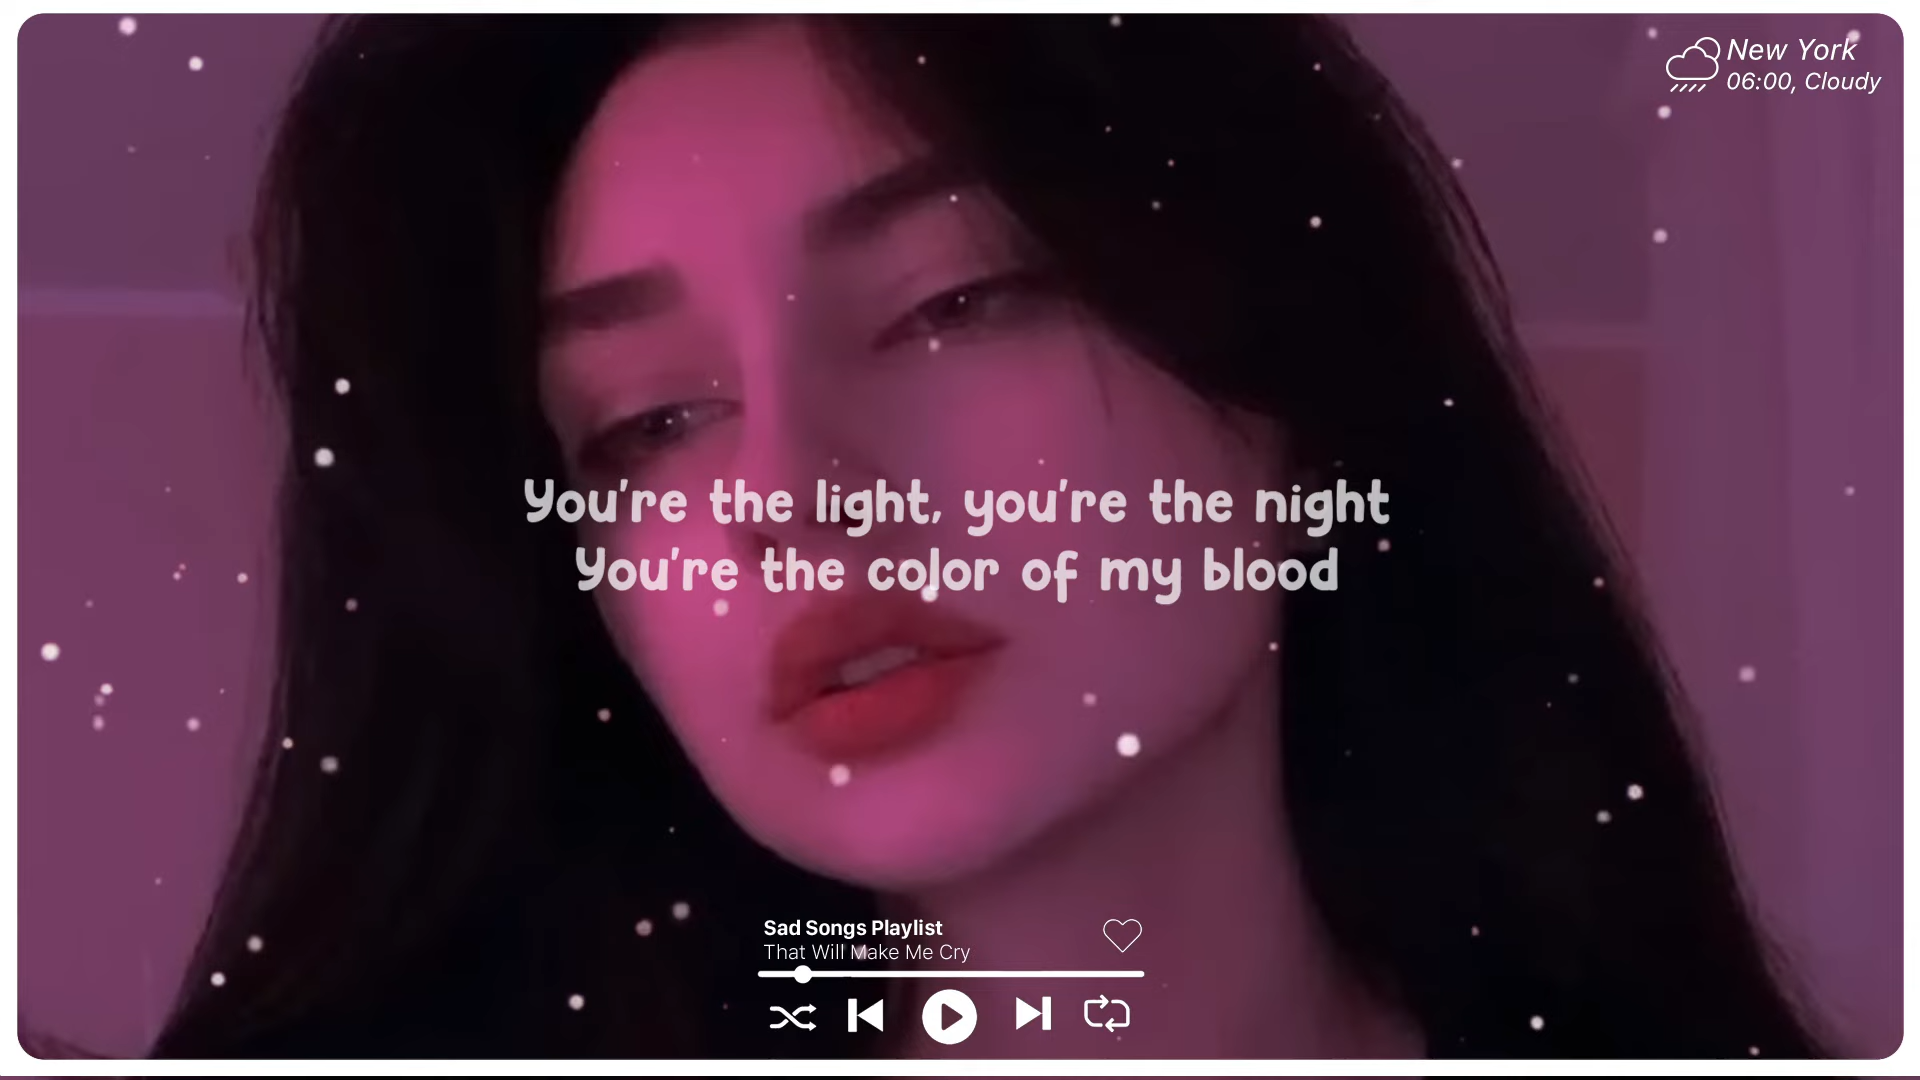 New York
06:00, Cloudy
You're the light, you're the night
You're the color of my blood
Sad Songs Playlist
That Will Make Me Cry